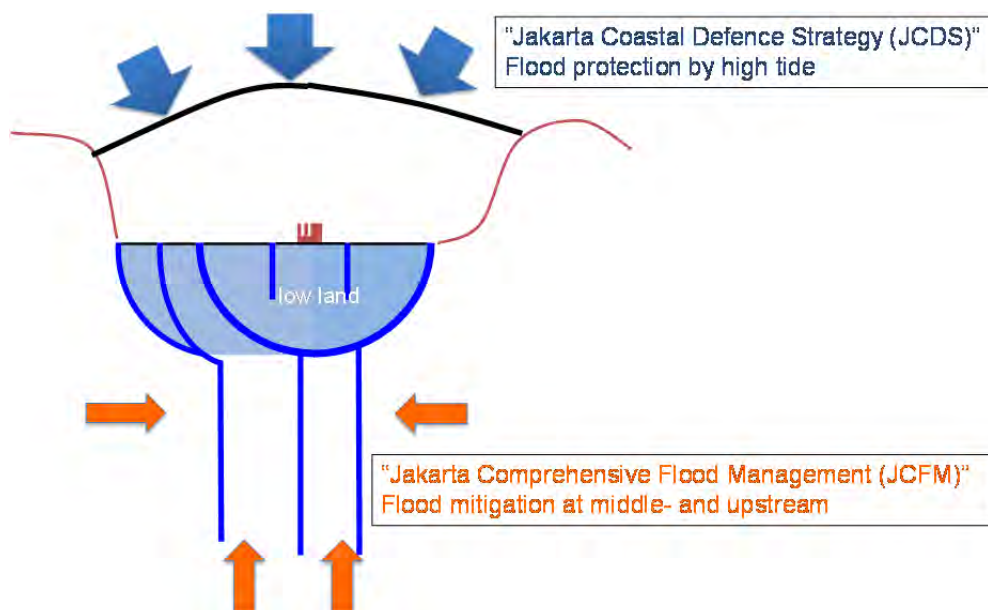 "Jakarta Coastal Defence Strategy (JCDS)"
Flood protection by high tide
low land
"Jakarta Comprehensive Flood Management (JCFM)"
Flood mitigation at middle- and upstream